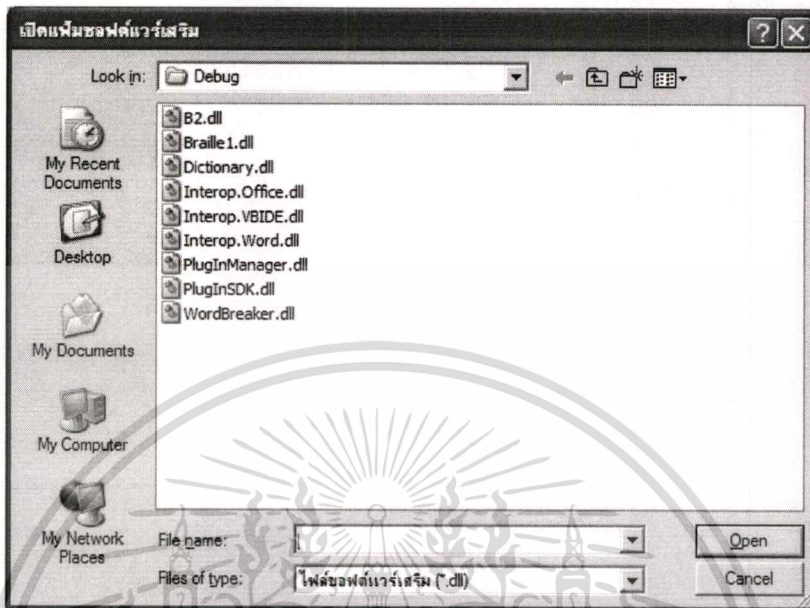 เปิดแฟ้มซอฟต์แวร์เสริม
Look in:
Debug
My Recent Documents
Desktop
My Documents
My Computer
My Network Places
B2.dll
Braille1.dll
Dictionary.dll
Interop.Office.dll
Interop.VBIDE.dll
Interop.Word.dll
PlugInManager.dll
PlugInSDK.dll
WordBreaker.dll
File name:
Open
Files of type:
ไฟล์ซอฟต์แวร์เสริม (*.dll)
Cancel